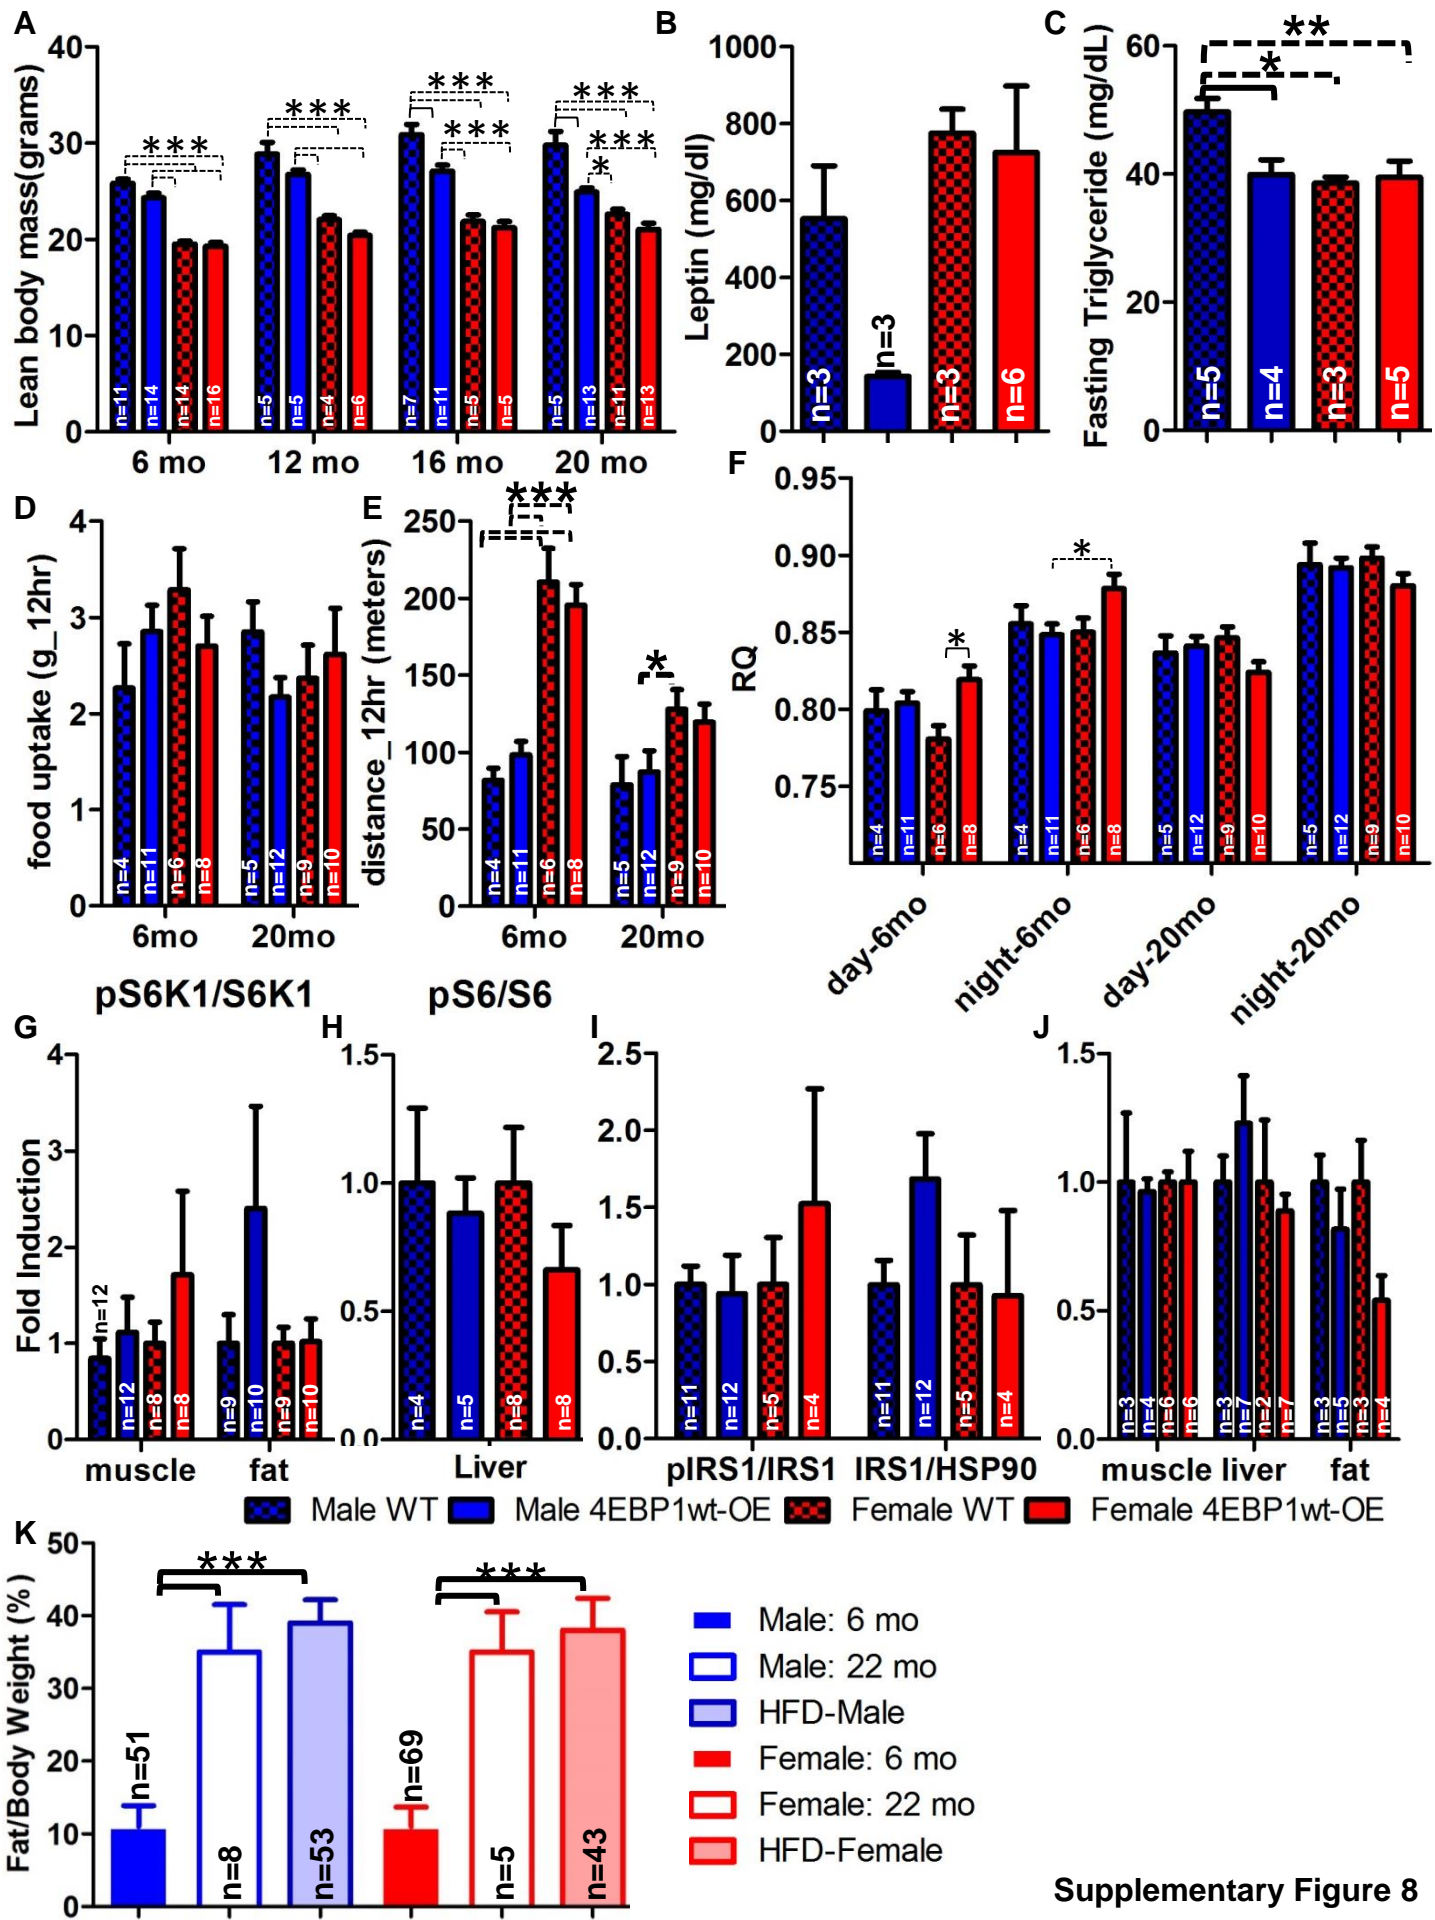 A
Lean body mass(grams)
40
30
20
10
0
***
***
***
***
***
***
*
n=11
n=14
n=14
n=16
n=5
n=5
n=4
n=6
n=7
n=11
n=5
n=5
n=5
n=13
n=11
n=13
6 mo
12 mo
16 mo
20 mo
B
Leptin (mg/dl)
1000
800
600
400
200
0
n=3
n=3
n=3
n=6
C
Fasting Triglyceride (mg/dL)
60
40
20
0
**
*
n=5
n=4
n=3
n=5
D
food uptake (g_12hr)
4
3
2
1
0
n=4
n=11
n=6
n=8
n=5
n=12
n=9
n=10
6mo
20mo
E
distance_12hr (meters)
250
200
150
100
50
0
***
*
n=4
n=11
n=6
n=8
n=5
n=12
n=9
n=10
6mo
20mo
F
RQ
0.95
0.90
0.85
0.80
0.75
*
*
n=4
n=11
n=6
n=8
n=4
n=11
n=6
n=8
n=5
n=12
n=9
n=10
n=5
n=12
n=9
n=10
day-6mo
night-6mo
day-20mo
night-20mo
pS6K1/S6K1
pS6/S6
G
Fold Induction
4
3
2
1
0
n=12
n=12
n=8
n=8
n=9
n=10
n=9
n=10
muscle
fat
H
1.5
1.0
0.5
0.0
n=4
n=5
n=8
n=8
Liver
I
2.5
2.0
1.5
1.0
0.5
0.0
n=11
n=12
n=5
n=4
n=11
n=12
n=5
n=4
pIRS1/IRS1
IRS1/HSP90
J
1.5
1.0
0.5
0.0
n=3
n=4
n=6
n=6
n=3
n=7
n=2
n=7
n=3
n=5
n=3
n=4
muscle
liver
fat
Male WT
Male 4EBP1wt-OE
Female WT
Female 4EBP1wt-OE
K
Fat/Body Weight (%)
50
40
30
20
10
0
***
***
n=51
n=8
n=53
n=69
n=5
n=43
Male: 6 mo
Male: 22 mo
HFD-Male
Female: 6 mo
Female: 22 mo
HFD-Female
Supplementary Figure 8